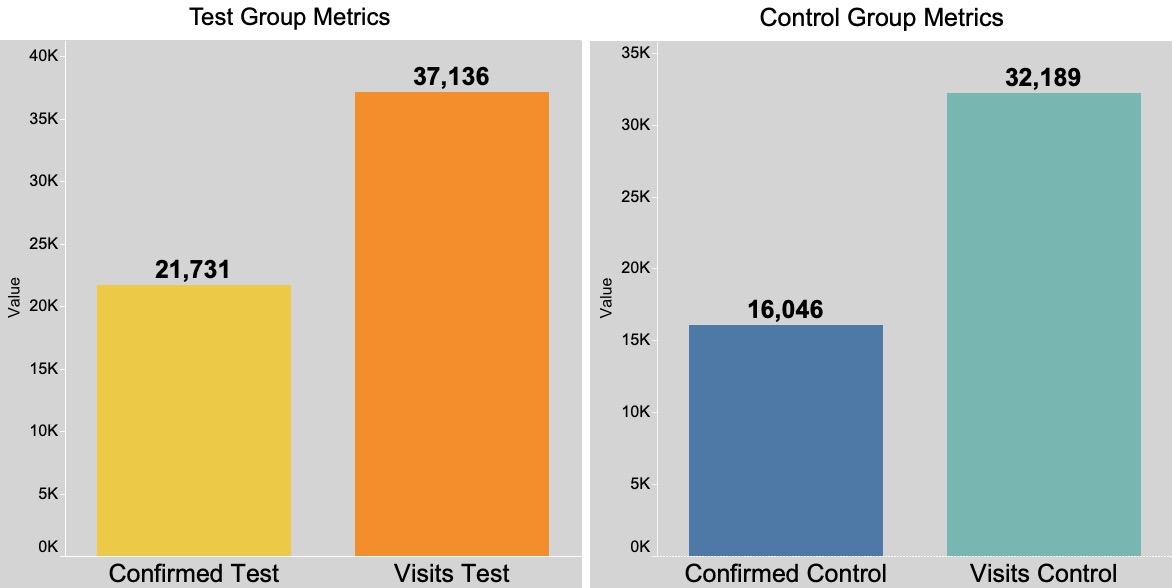 Test Group Metrics
40K
35K
30K
25K
20K
15K
10K
5K
0K
Value
37,136
21,731
Confirmed Test
Visits Test
Control Group Metrics
35K
30K
25K
20K
15K
10K
5K
0K
Value
32,189
16,046
Confirmed Control
Visits Control